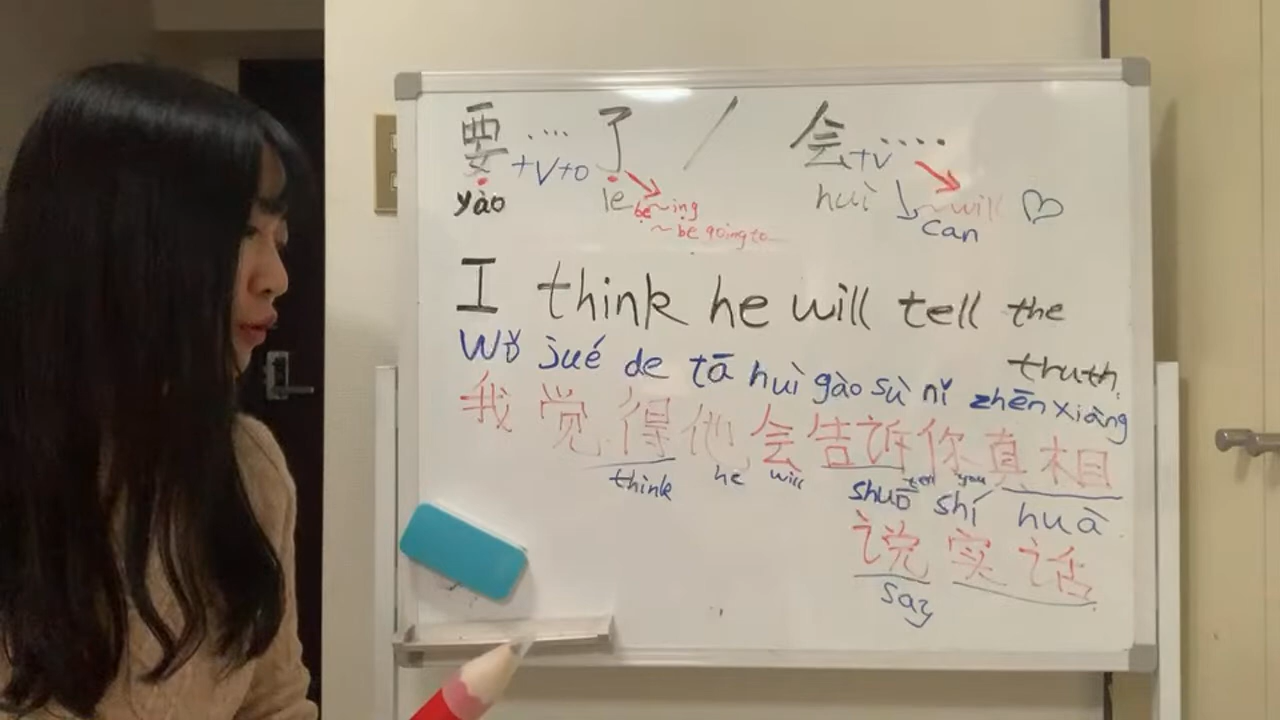 要 .... 了 / 会 ....
+V+o +V
yào le be~ing huì ~will
~be going to can
I think he will tell the
truth.
Wǒ jué de tā huì gào sù nǐ zhēn xiàng
我 觉 得 他 会 告 诉 你 真 相
think he will tell you
shuō shí huà
说 实 话
say